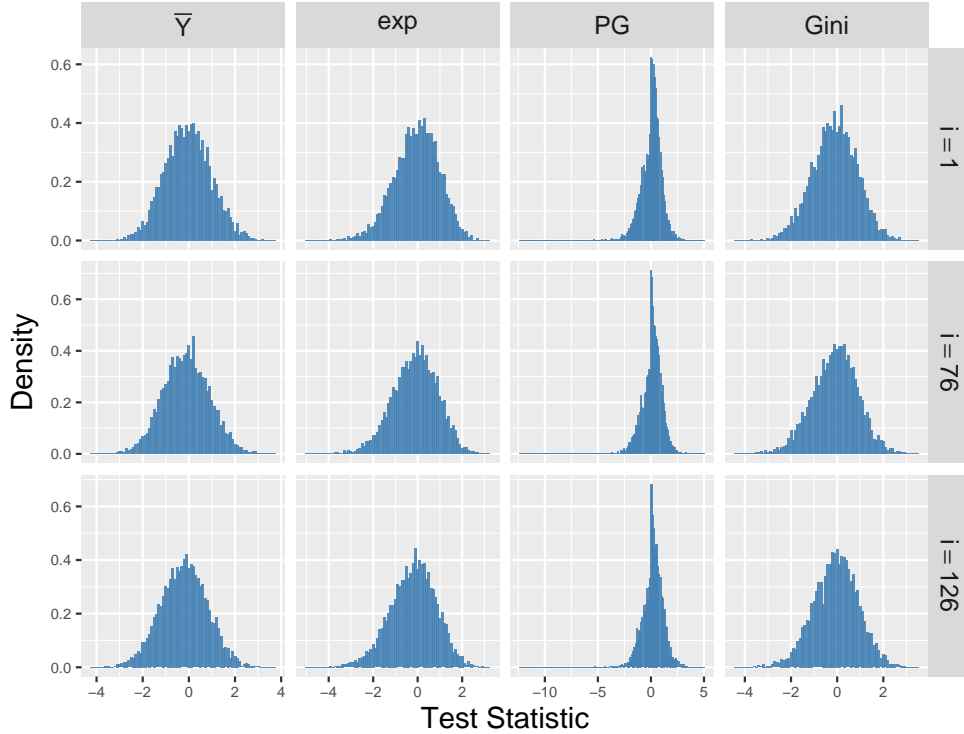 Y̅ exp PG Gini
0.6
0.4
0.2
0.0
i = 1
0.6
0.4
0.2
0.0
i = 76
0.6
0.4
0.2
0.0
i = 126
Density
−4 −2 0 2 4 −4 −2 0 2 −10 −5 0 5 −4 −2 0 2
Test Statistic